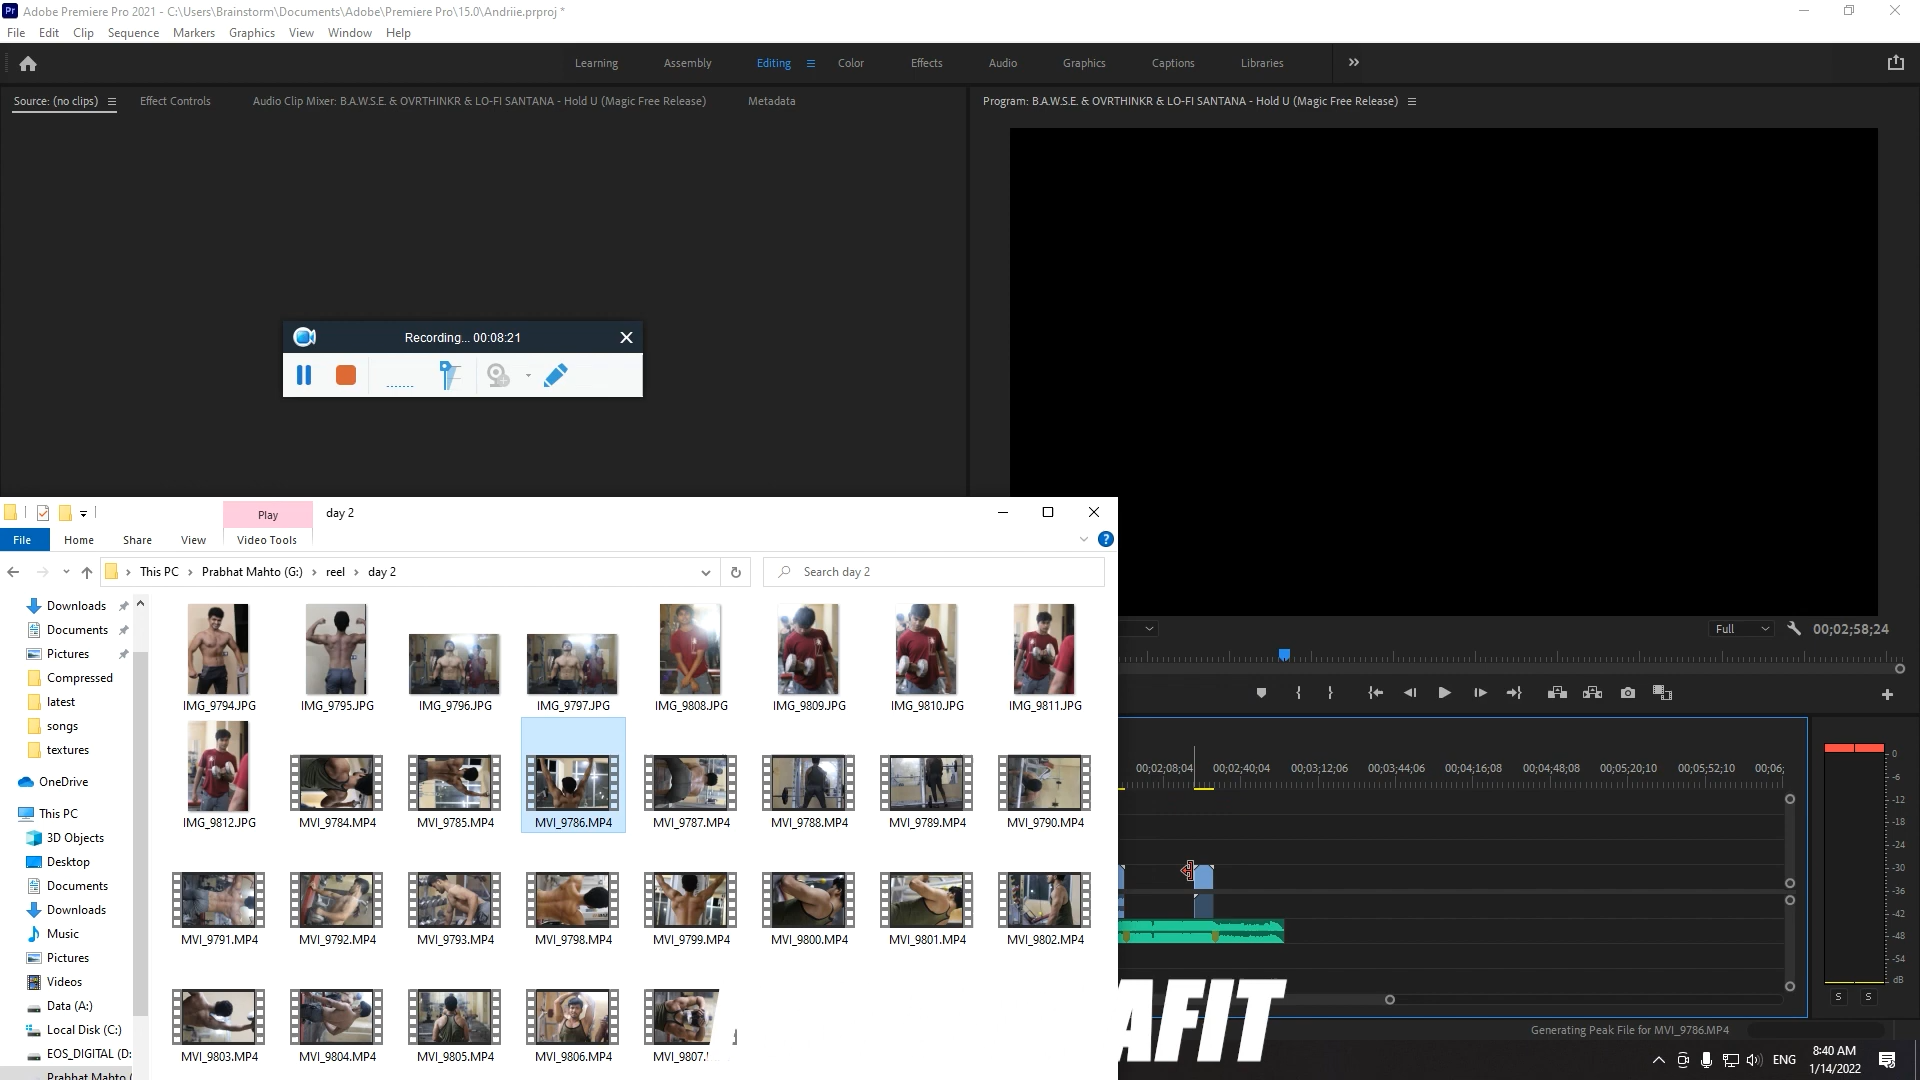 Adobe Premiere Pro 2021 - C:\Users\Brainstorm\Documents\Adobe\Premiere Pro\15.0\Andriie.prproj *
File Edit Clip Sequence Markers Graphics View Window Help
Learning Assembly Editing Color Effects Audio Graphics Captions Libraries
Source: (no clips) Effect Controls Audio Clip Mixer: B.A.W.S.E. & OVRTHINKR & LO-FI SANTANA - Hold U (Magic Free Release) Metadata
Program: B.A.W.S.E. & OVRTHINKR & LO-FI SANTANA - Hold U (Magic Free Release)
Recording... 00:08:21
Play day 2
File Home Share View Video Tools
This PC > Prabhat Mahto (G:) > reel > day 2
Search day 2
Downloads
Documents
Pictures
Compressed
latest
songs
textures
OneDrive
This PC
3D Objects
Desktop
Documents
Downloads
Music
Pictures
Videos
Data (A:)
Local Disk (C:)
EOS_DIGITAL (D:
Prabhat Mahto (
IMG_9794.JPG IMG_9795.JPG IMG_9796.JPG IMG_9797.JPG IMG_9808.JPG IMG_9809.JPG IMG_9810.JPG IMG_9811.JPG
IMG_9812.JPG MVI_9784.MP4 MVI_9785.MP4 MVI_9786.MP4 MVI_9787.MP4 MVI_9788.MP4 MVI_9789.MP4 MVI_9790.MP4
MVI_9791.MP4 MVI_9792.MP4 MVI_9793.MP4 MVI_9798.MP4 MVI_9799.MP4 MVI_9800.MP4 MVI_9801.MP4 MVI_9802.MP4
MVI_9803.MP4 MVI_9804.MP4 MVI_9805.MP4 MVI_9806.MP4 MVI_9807.
Full 00;02;58;24
00;02;08;04 00;02;40;04 00;03;12;06 00;03;44;06 00;04;16;08 00;04;48;08 00;05;20;10 00;05;52;10 00;06;
0
-6
-12
-18
-24
-30
-36
-42
-48
-54
dB
S S
AFIT
Generating Peak File for MVI_9786.MP4
ENG
8:40 AM
1/14/2022